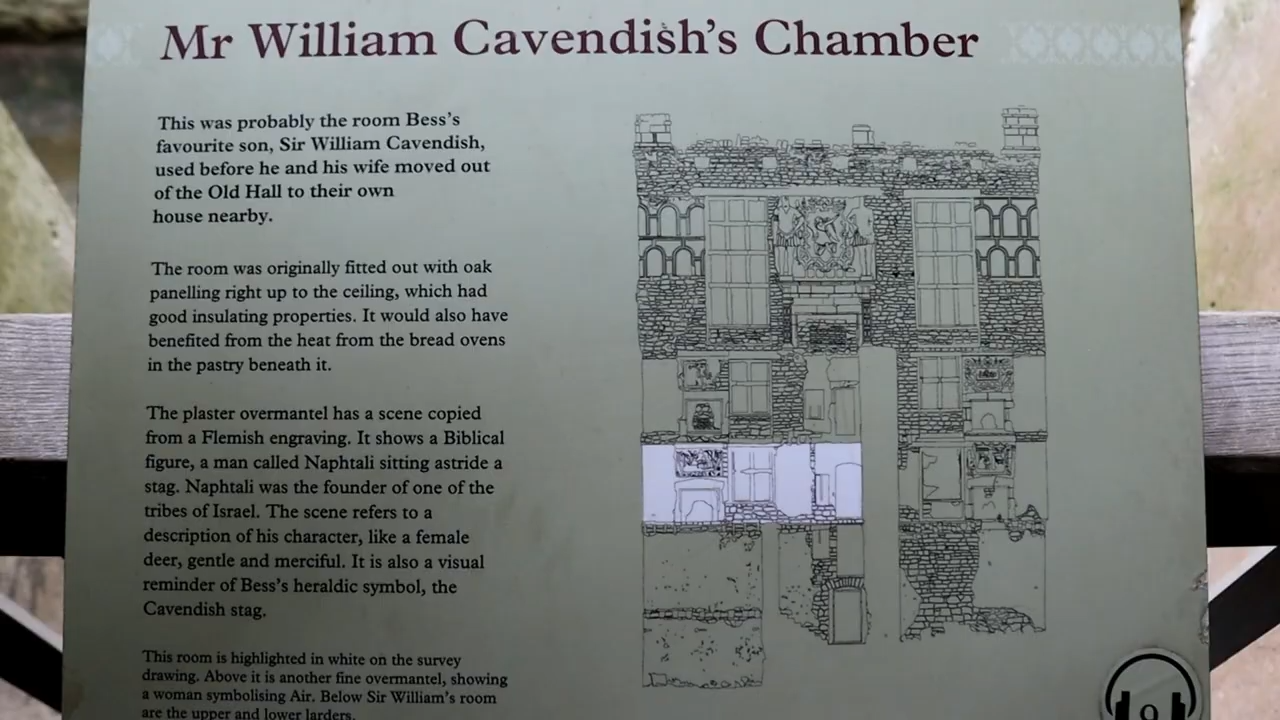 Mr William Cavendish's Chamber
This was probably the room Bess's
favourite son, Sir William Cavendish,
used before he and his wife moved out
of the Old Hall to their own
house nearby.
The room was originally fitted out with oak
panelling right up to the ceiling, which had
good insulating properties. It would also have
benefited from the heat from the bread ovens
in the pastry beneath it.
The plaster overmantel has a scene copied
from a Flemish engraving. It shows a Biblical
figure, a man called Naphtali sitting astride a
stag. Naphtali was the founder of one of the
tribes of Israel. The scene refers to a
description of his character, like a female
deer, gentle and merciful. It is also a visual
reminder of Bess's heraldic symbol, the
Cavendish stag.
This room is highlighted in white on the survey
drawing. Above it is another fine overmantel, showing
a woman symbolising Air. Below Sir William's room
are the upper and lower larders.
9